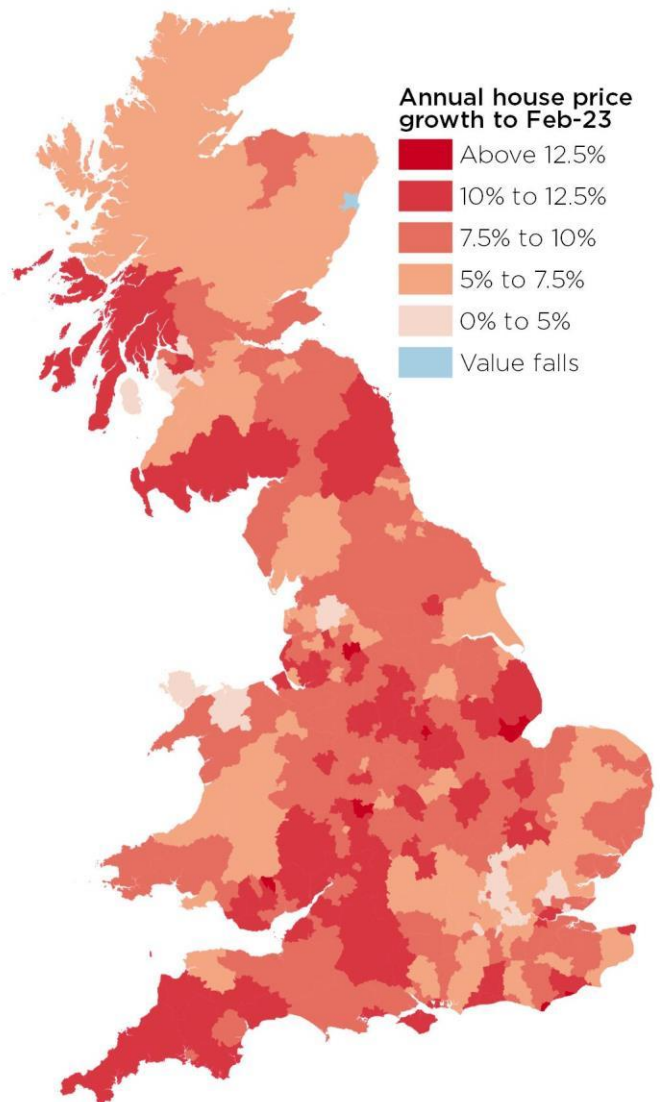 Annual house price
growth to Feb-23
Above 12.5%
10% to 12.5%
7.5% to 10%
5% to 7.5%
0% to 5%
Value falls